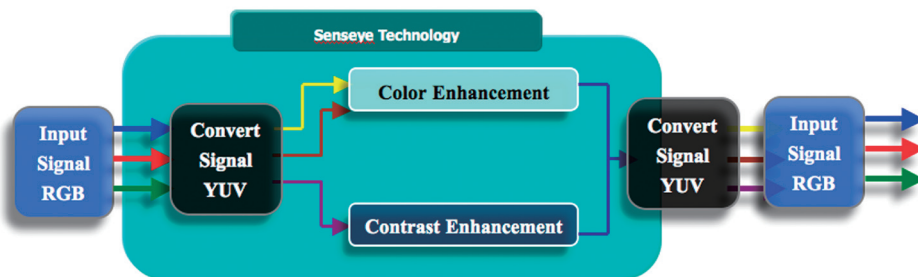 Senseye Technology
Input
Signal
RGB
Convert
Signal
YUV
Color Enhancement
Contrast Enhancement
Convert
Signal
YUV
Input
Signal
RGB